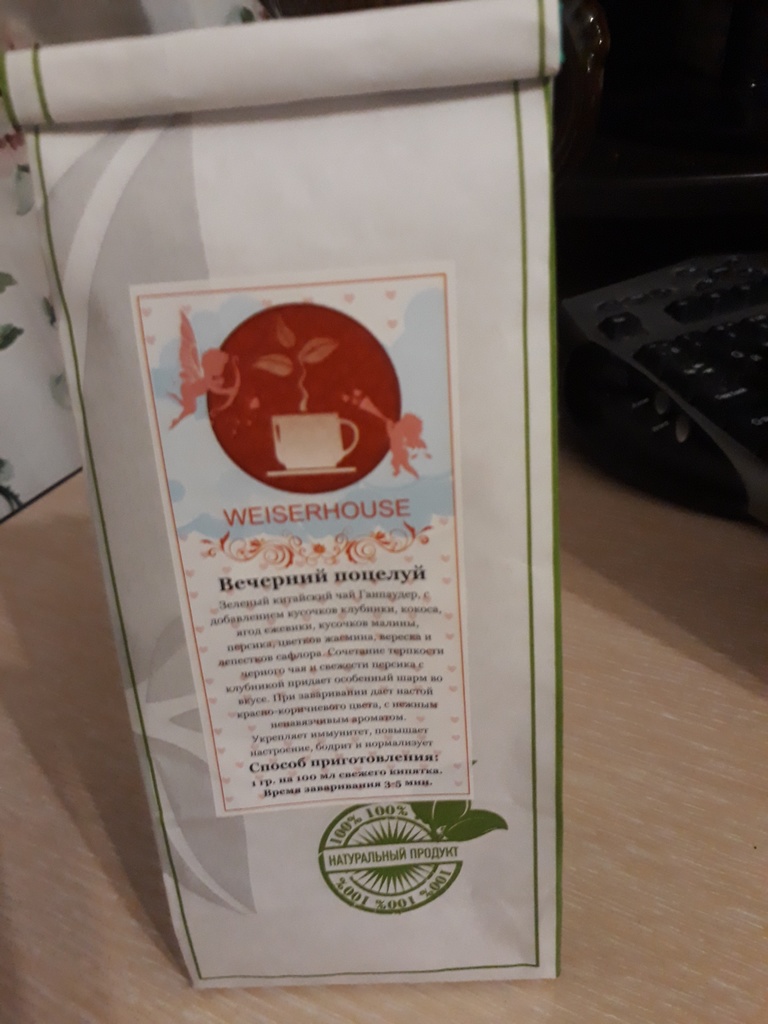 WEISERHOUSE
Вечерний поцелуй
Зеленый китайский чай Ганпаудер, с
добавлением кусочков клубники, кокоса,
ягод ежевики, кусочков малины,
персика, цветков жасмина, вереска и
лепестков сафлора. Сочетание терпкости
черного чая и свежести персика с
клубникой придает особенный шарм во
вкусе. При заваривании дает настой
красно-коричневого цвета, с нежным
ненавязчивым ароматом.
Укрепляет иммунитет, повышает
настроение, бодрит и нормализует
Способ приготовления:
1 гр. на 100 мл свежего кипятка.
Время заваривания 3-5 мин.
100% 100%
НАТУРАЛЬНЫЙ ПРОДУКТ
100% 100% 100%